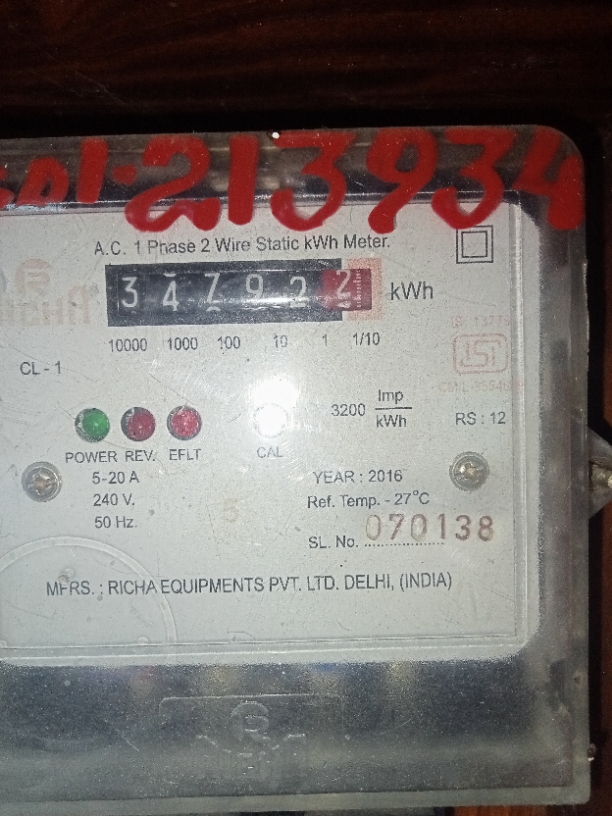 213934
A.C. 1 Phase 2 Wire Static kWh Meter.
3 4 7 9 2 2 kWh
10000 1000 100 10 1 1/10
CL - 1
ISI
3200 Imp/kWh
RS : 12
POWER REV. EFLT CAL
5-20 A
240 V.
50 Hz.
YEAR : 2016
Ref. Temp. - 27°C
SL. No. 070138
MFRS. : RICHA EQUIPMENTS PVT. LTD. DELHI, (INDIA)